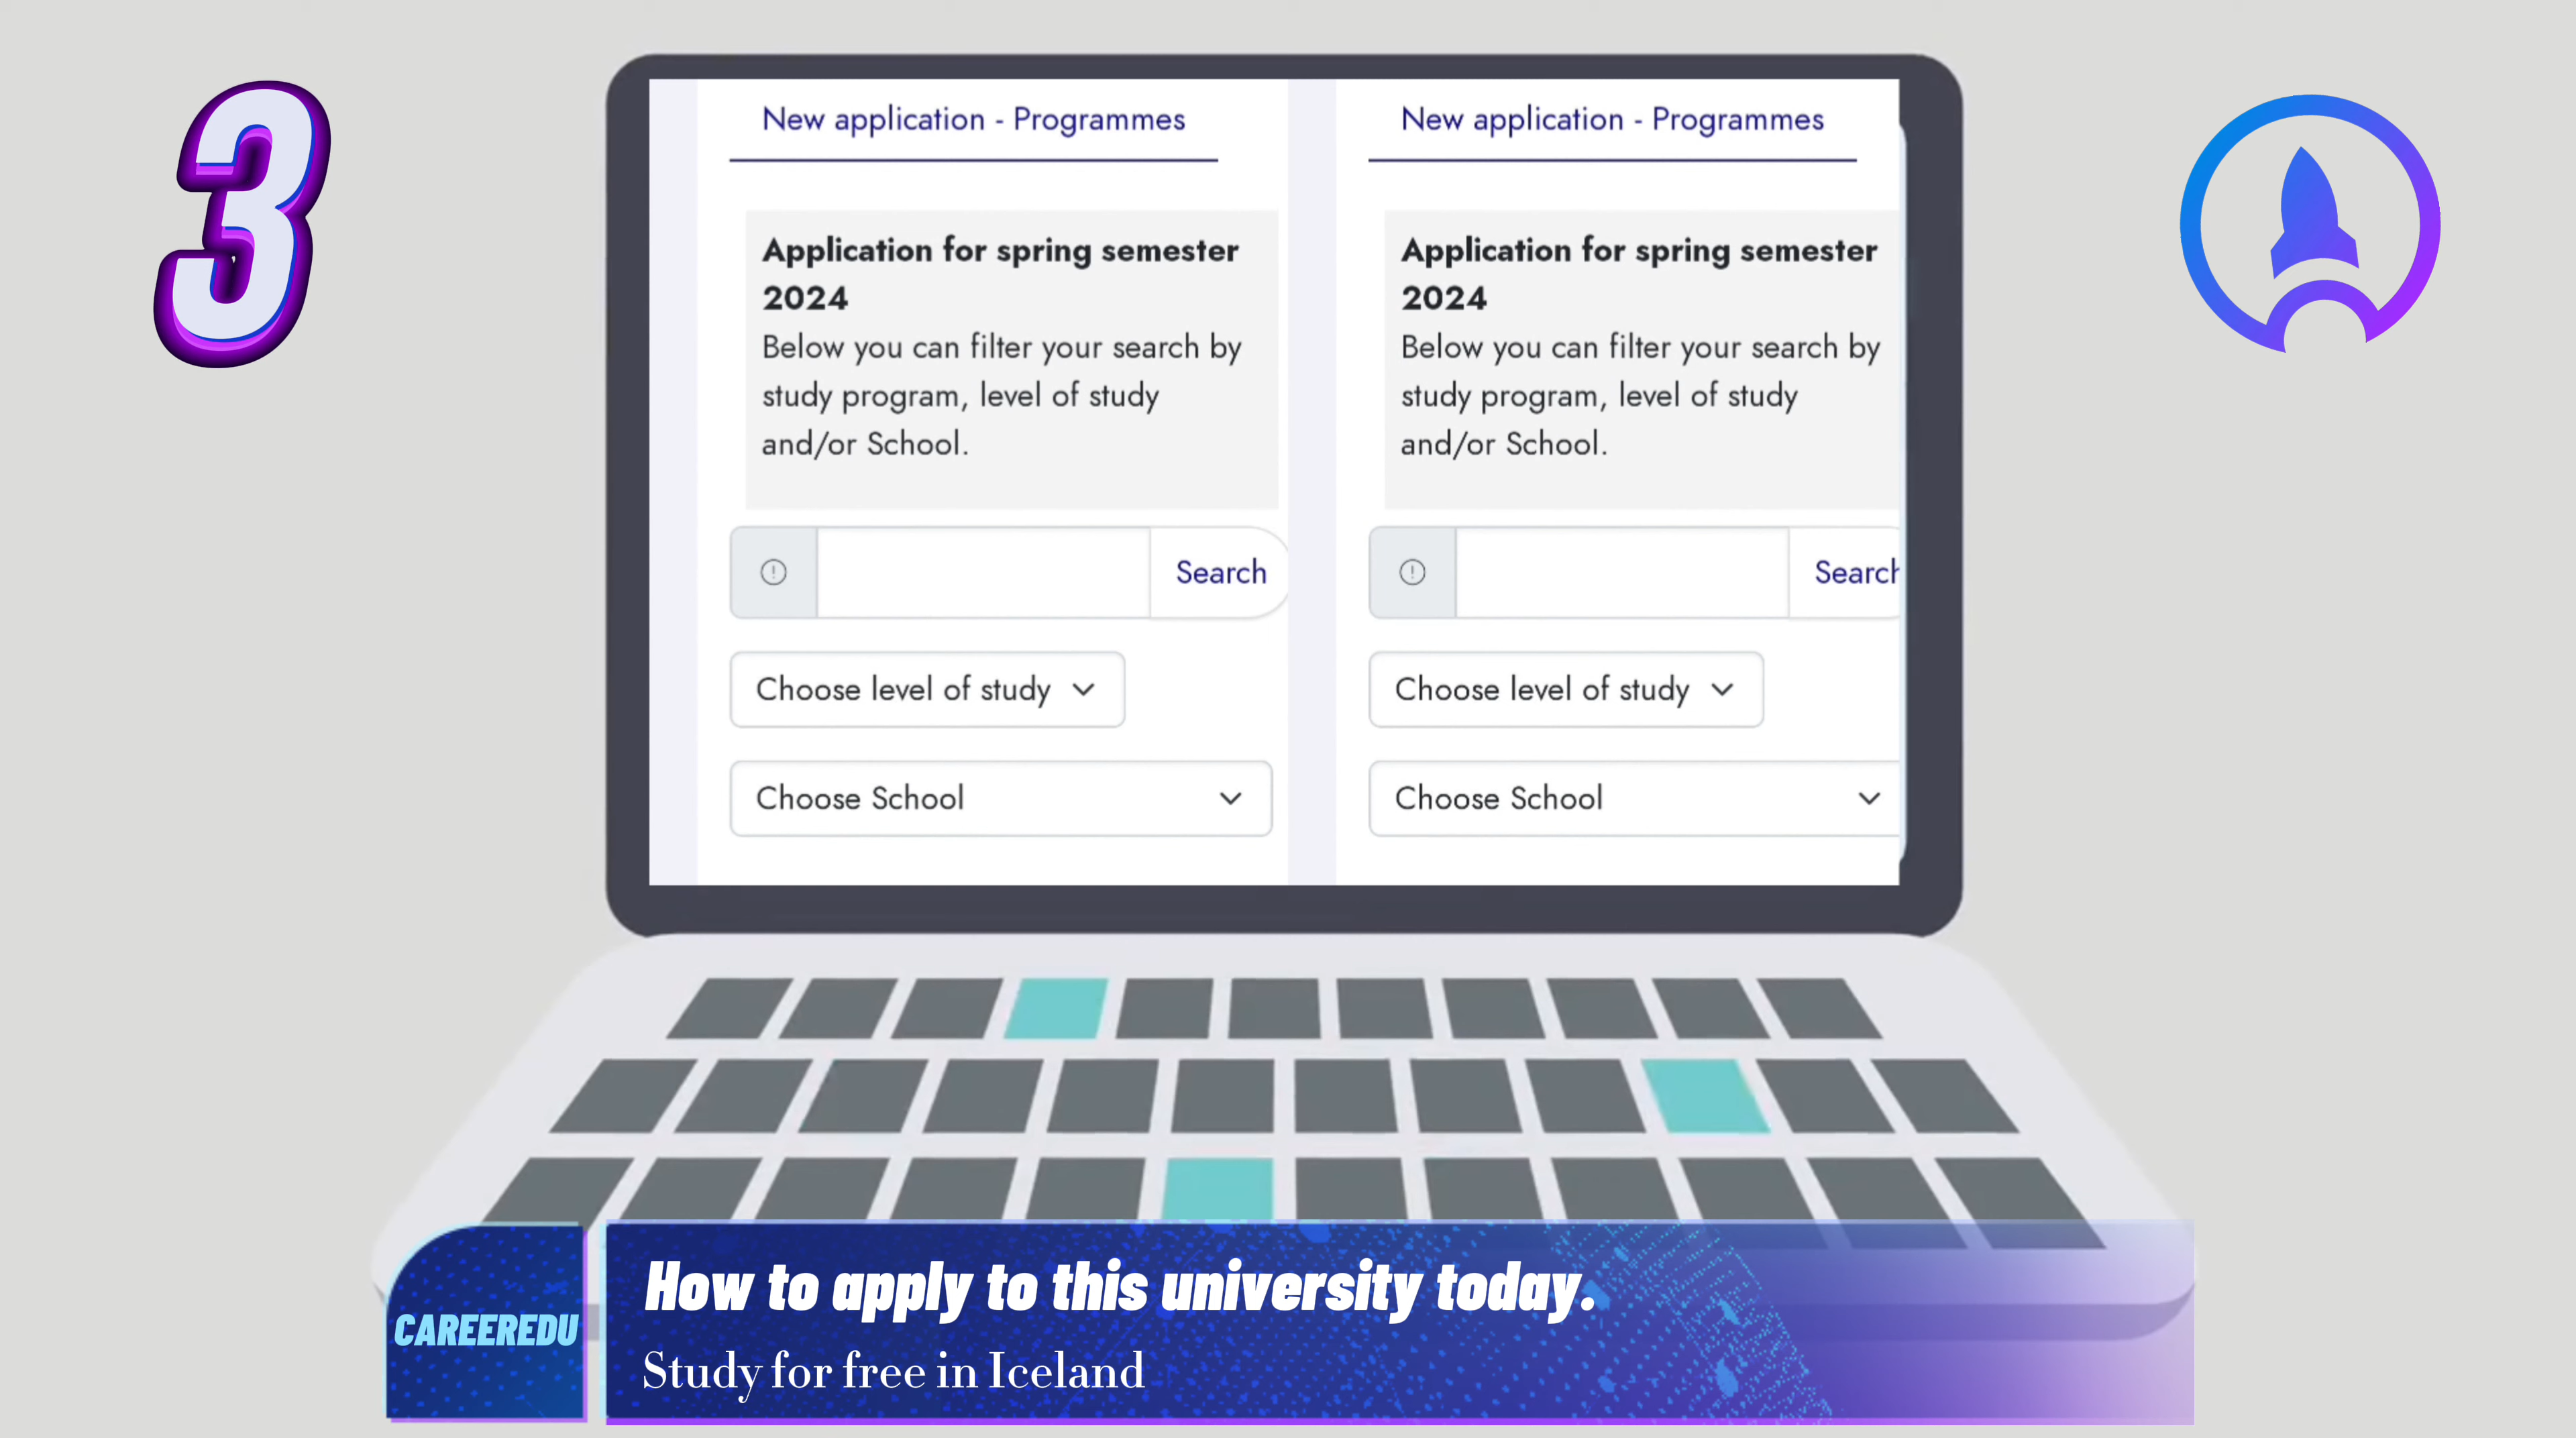 3
New application - Programmes
Application for spring semester
2024
Below you can filter your search by
study program, level of study
and/or School.
Search
Choose level of study
Choose School
New application - Programmes
Application for spring semester
2024
Below you can filter your search by
study program, level of study
and/or School.
Search
Choose level of study
Choose School
CAREEREDU
How to apply to this university today.
Study for free in Iceland